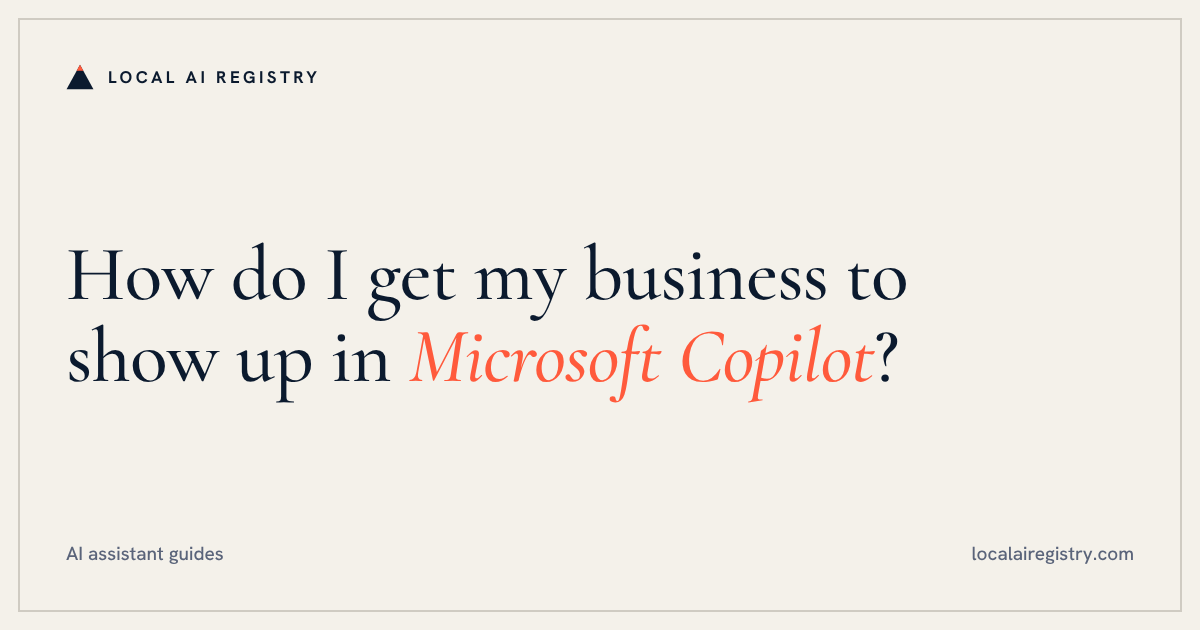 LOCAL AI REGISTRY
How do I get my business to
show up in Microsoft Copilot?
AI assistant guides
localairegistry.com